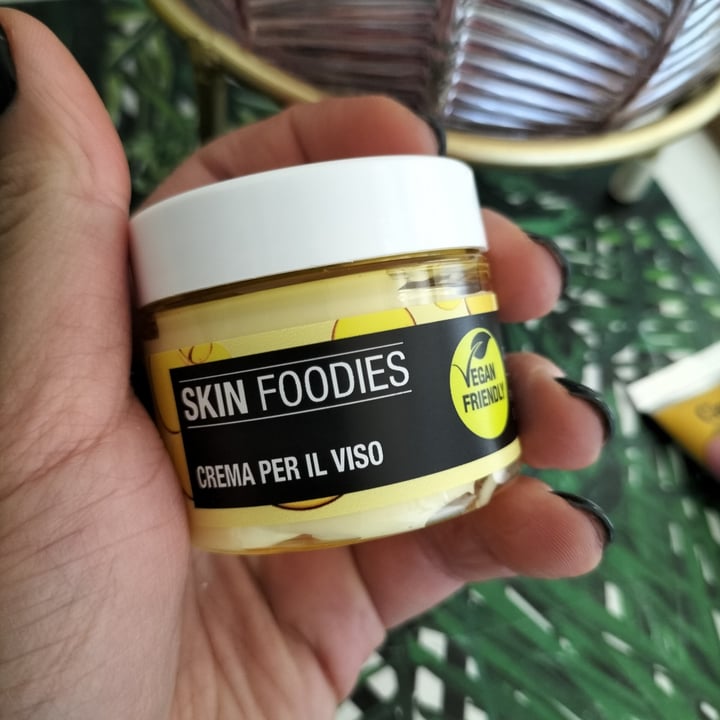 SKIN FOODIES
VEGAN
FRIENDLY
CREMA PER IL VISO